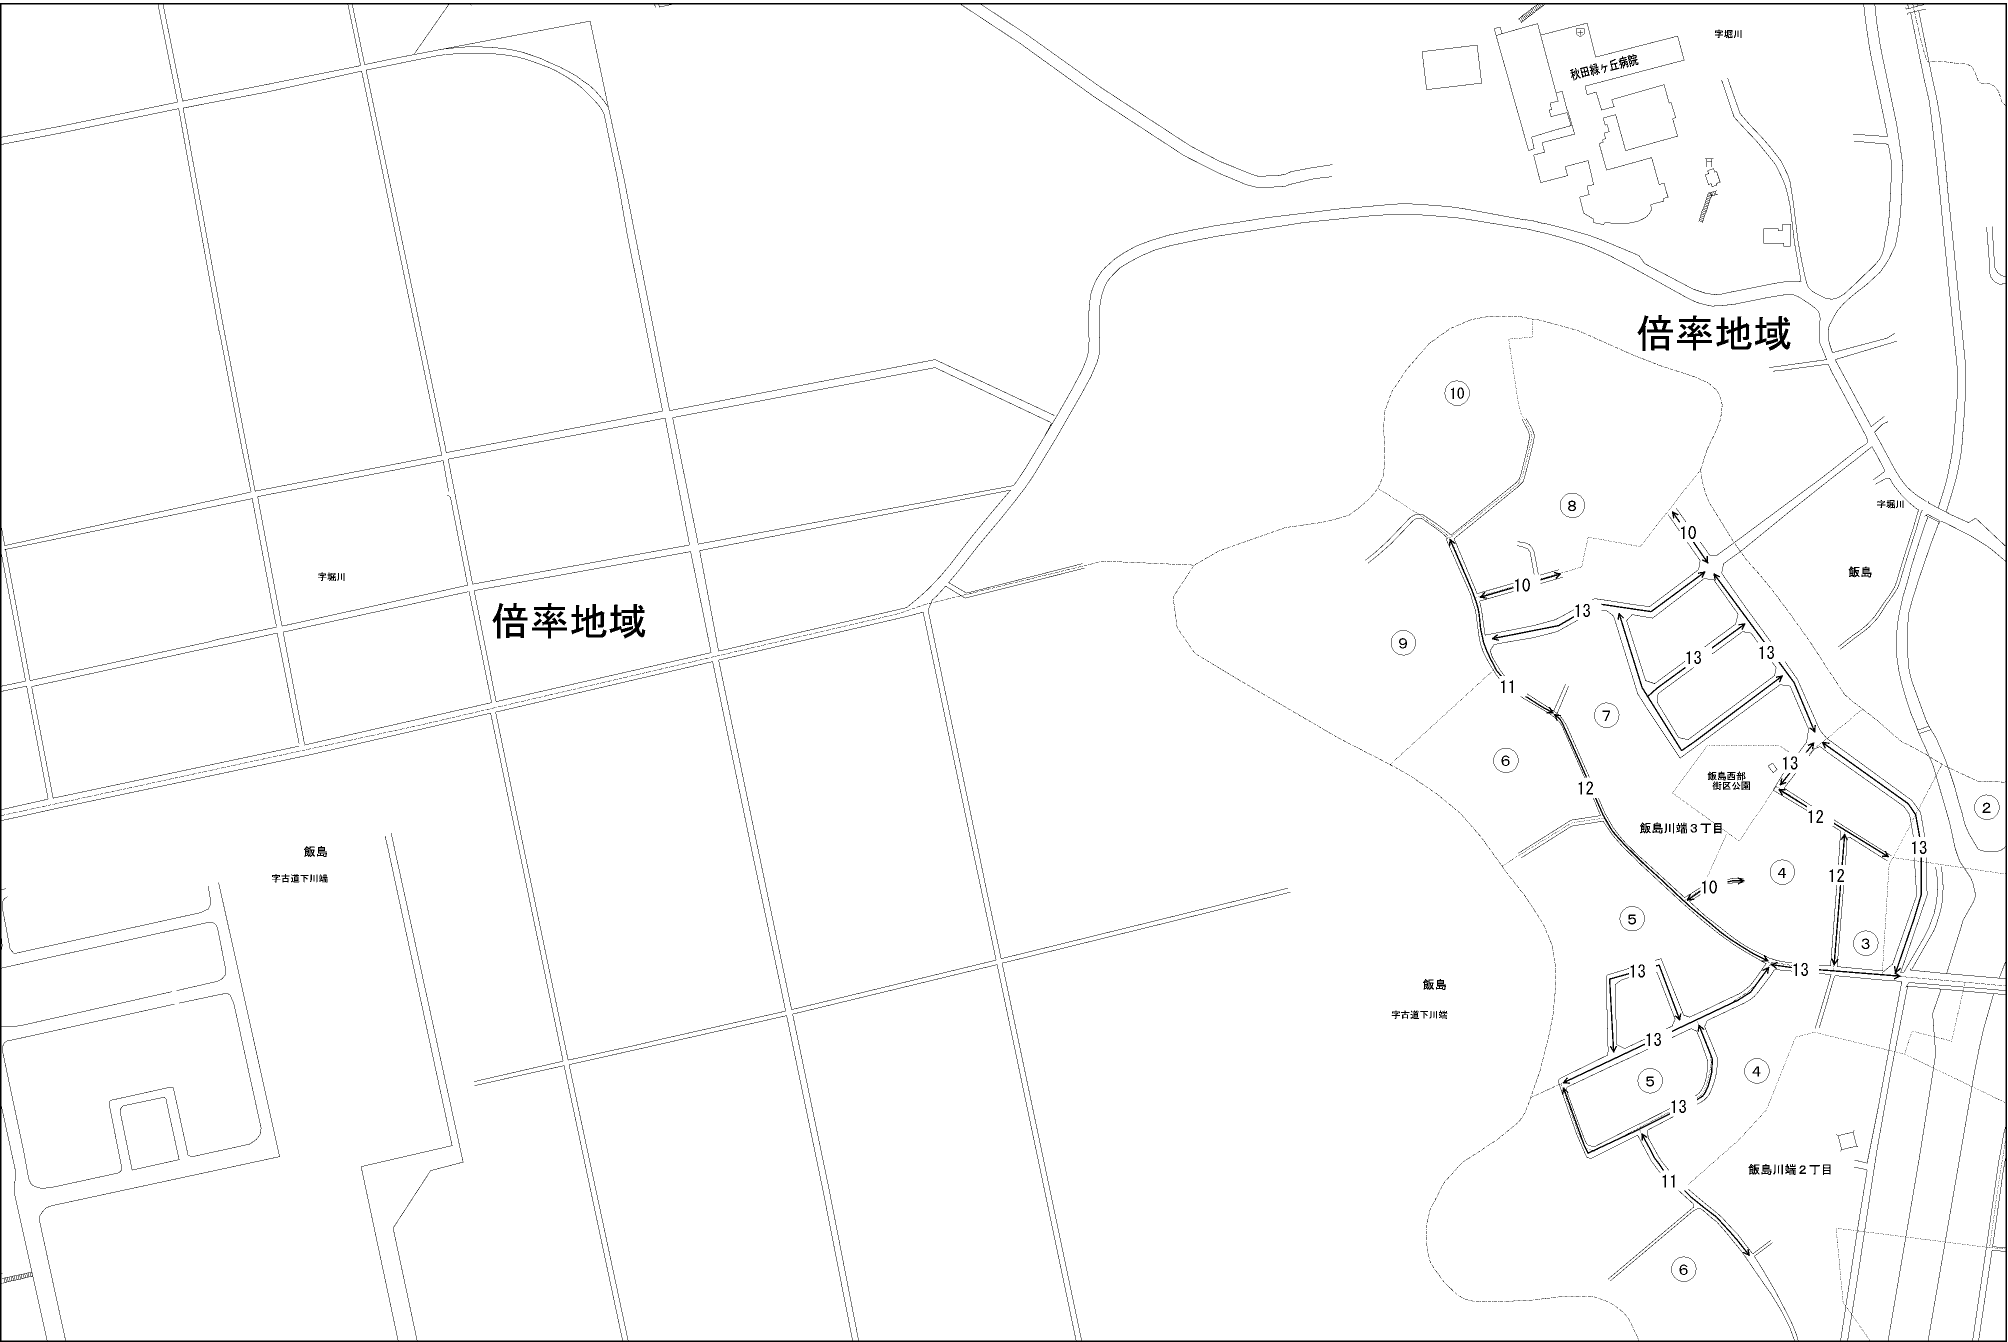 字堀川
秋田緑ヶ丘病院
倍率地域
⑩
⑧
字堀川
10
飯島
字堀川
10
倍率地域
13
⑨
13
13
11
⑦
⑥
13
飯島西部
街区公園
12
12
②
飯島川端3丁目
13
飯島
字古道下川端
④
12
10
⑤
③
13
13
飯島
字古道下川端
13
④
⑤
13
飯島川端2丁目
11
⑥